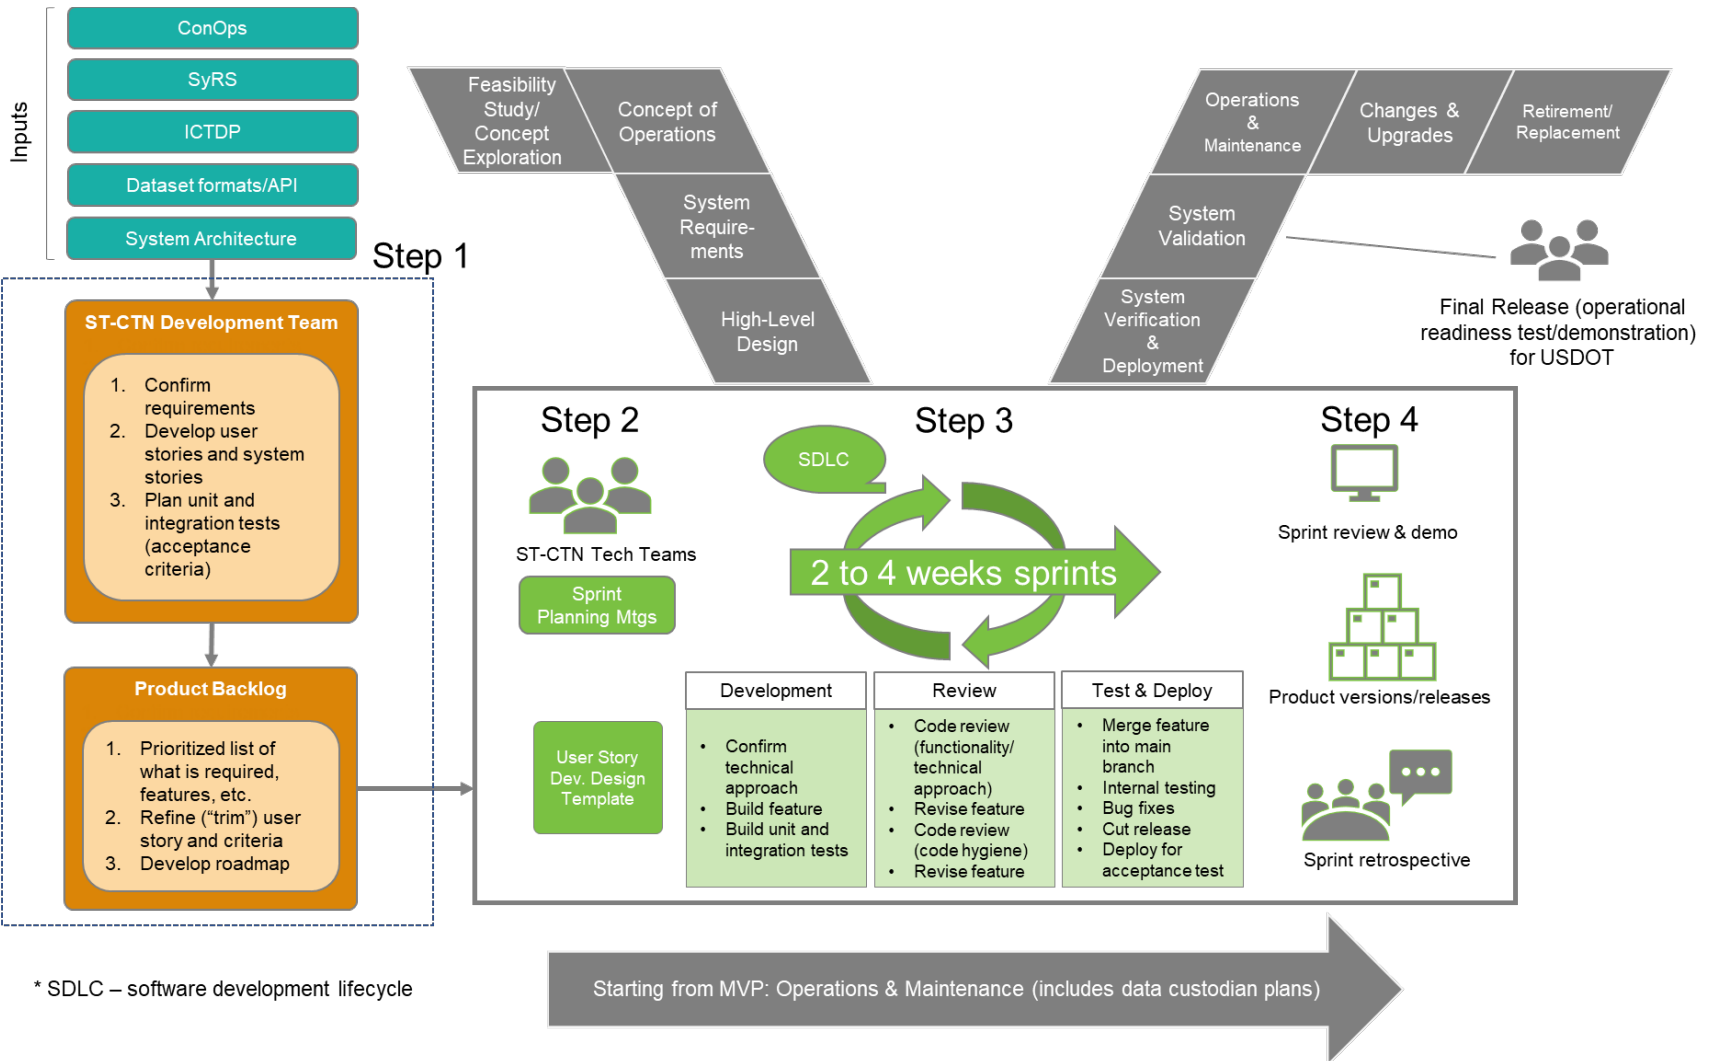 Inputs
ConOps
SyRS
ICTDP
Dataset formats/API
System Architecture
Step 1
ST-CTN Development Team
1. Confirm
requirements
2. Develop user
stories and system
stories
3. Plan unit and
integration tests
(acceptance
criteria)
Product Backlog
1. Prioritized list of
what is required,
features, etc.
2. Refine (“trim”) user
story and criteria
3. Develop roadmap
* SDLC – software development lifecycle
Feasibility
Study/
Concept
Exploration
Concept of
Operations
System
Require-
ments
High-Level
Design
Operations
&
Maintenance
Changes &
Upgrades
Retirement/
Replacement
System
Validation
System
Verification
&
Deployment
Final Release (operational
readiness test/demonstration)
for USDOT
Step 2
ST-CTN Tech Teams
Sprint
Planning Mtgs
User Story
Dev. Design
Template
Step 3
SDLC
2 to 4 weeks sprints
Development
• Confirm
technical
approach
• Build feature
• Build unit and
integration tests
Review
• Code review
(functionality/
technical
approach)
• Revise feature
• Code review
(code hygiene)
• Revise feature
Test & Deploy
• Merge feature
into main
branch
• Internal testing
• Bug fixes
• Cut release
• Deploy for
acceptance test
Step 4
Sprint review & demo
Product versions/releases
Sprint retrospective
Starting from MVP: Operations & Maintenance (includes data custodian plans)